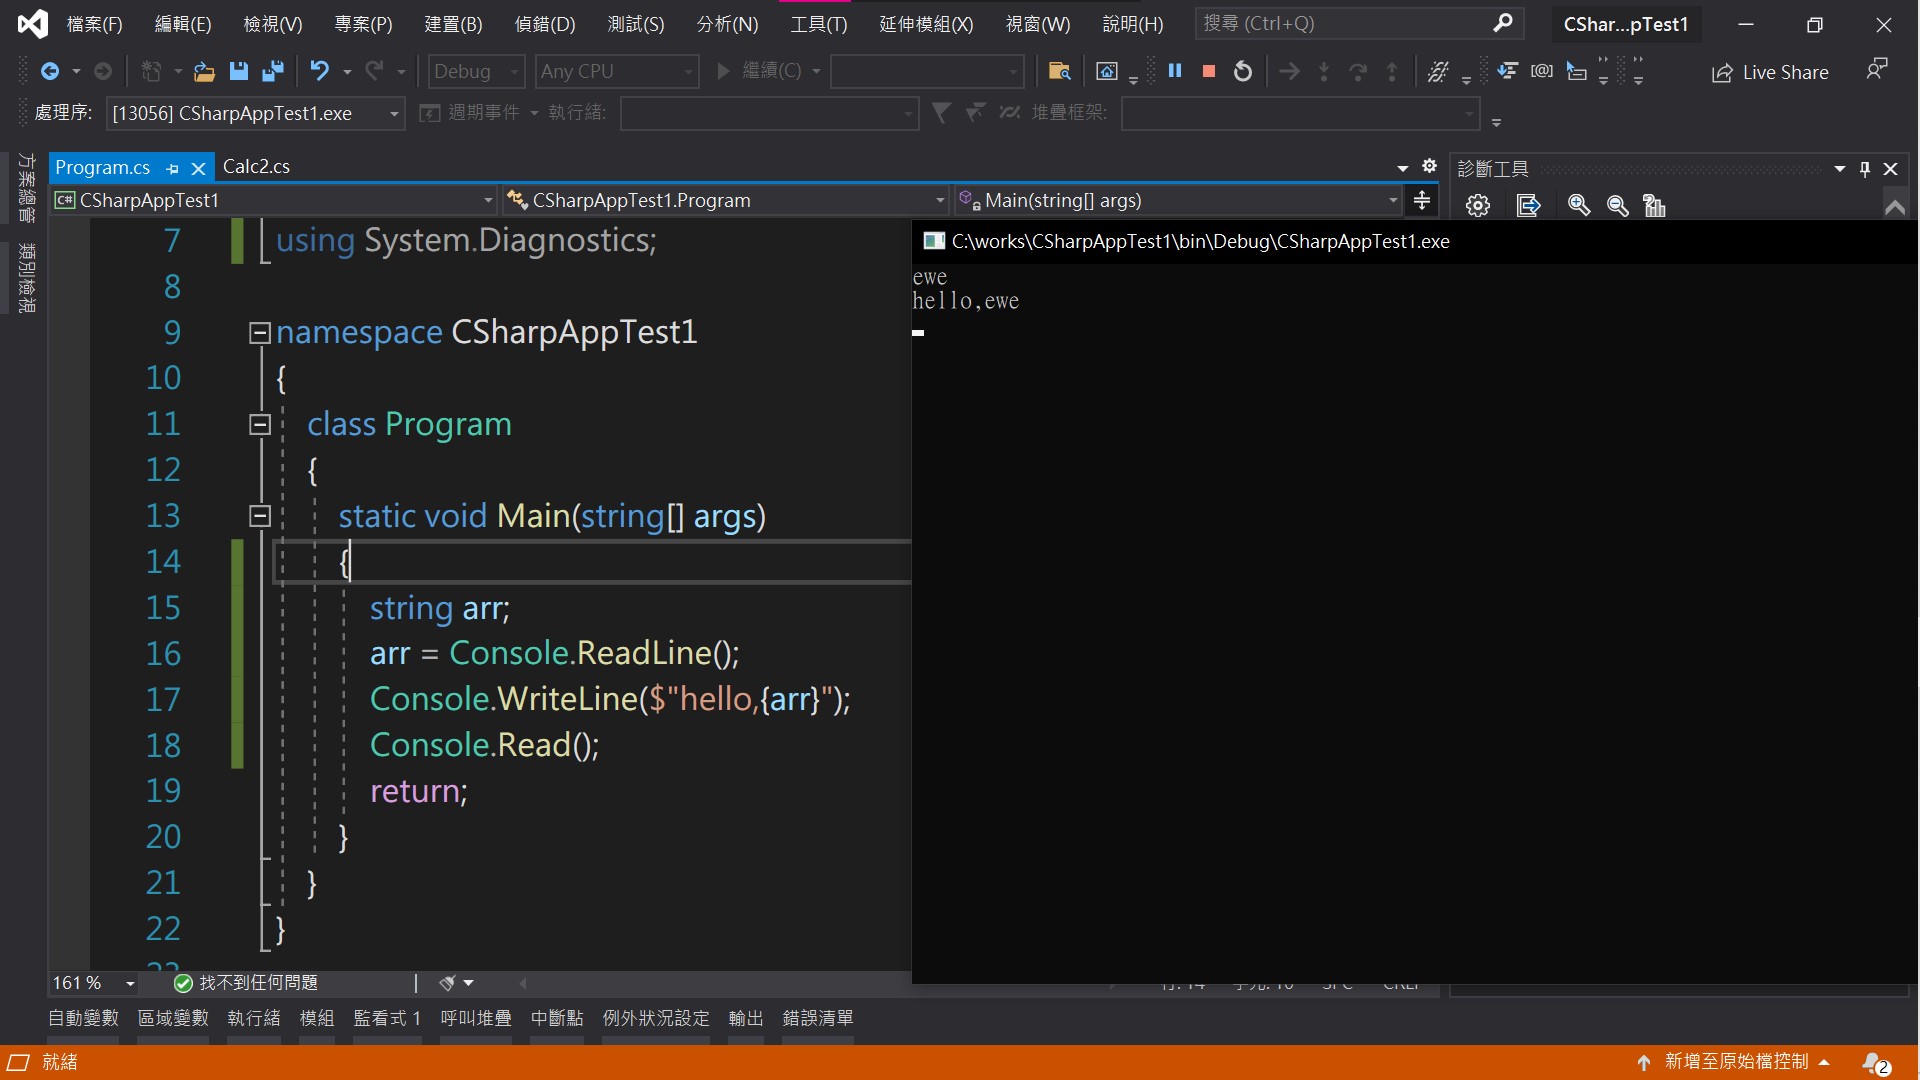 檔案(F) 編輯(E) 檢視(V) 專案(P) 建置(B) 偵錯(D) 測試(S) 分析(N) 工具(T) 延伸模組(X) 視窗(W) 說明(H) 搜尋 (Ctrl+Q) CShar...pTest1
Debug Any CPU 繼續(C) Live Share
處理序: [13056] CSharpAppTest1.exe 週期事件 執行緒: 堆疊框架:
方案總管
類別檢視
Program.cs Calc2.cs
CSharpAppTest1 CSharpAppTest1.Program Main(string[] args)
7 using System.Diagnostics;
8
9 namespace CSharpAppTest1
10 {
11 class Program
12 {
13 static void Main(string[] args)
14 {
15 string arr;
16 arr = Console.ReadLine();
17 Console.WriteLine($"hello,{arr}");
18 Console.Read();
19 return;
20 }
21 }
22 }
診斷工具
C:\works\CSharpAppTest1\bin\Debug\CSharpAppTest1.exe
ewe
hello,ewe
161 % 找不到任何問題
自動變數 區域變數 執行緒 模組 監看式 1 呼叫堆疊 中斷點 例外狀況設定 輸出 錯誤清單
就緒 新增至原始檔控制 2